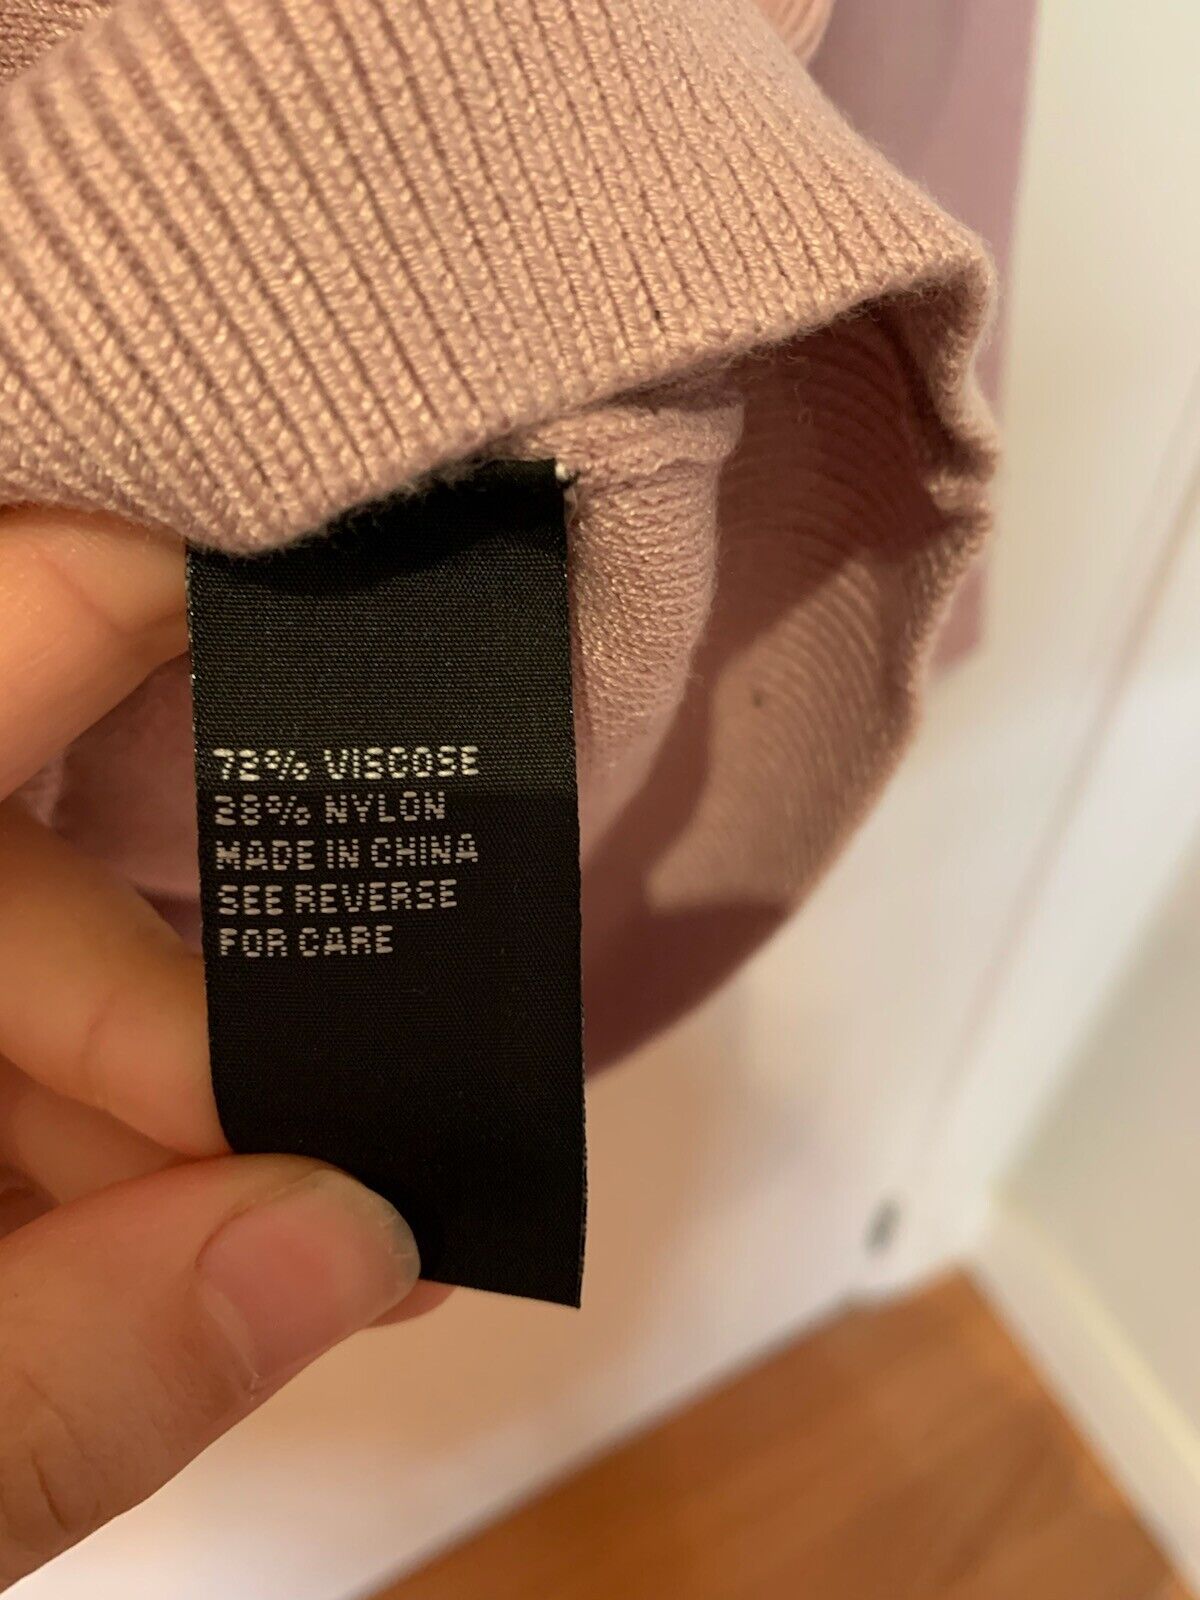 72% VISCOSE
28% NYLON
MADE IN CHINA
SEE REVERSE
FOR CARE